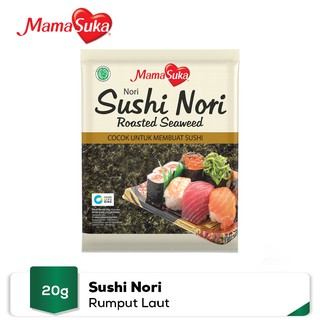 MamaSuka
MamaSuka
Nori
Sushi Nori
Roasted Seaweed
COCOK UNTUK MEMBUAT SUSHI
20g
Sushi Nori
Rumput Laut